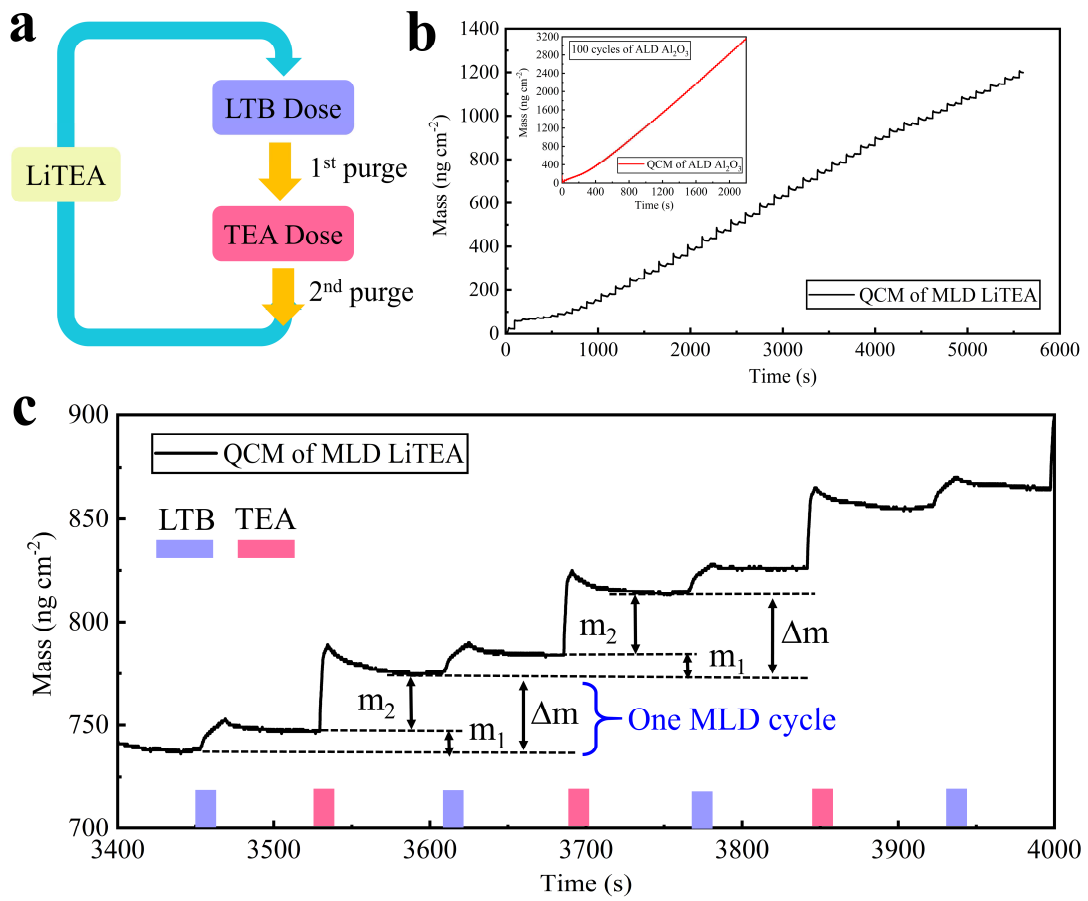 a
LTB Dose
1st purge
LiTEA
TEA Dose
2nd purge
b
1400
1200
1000
800
600
400
200
0
Mass (ng cm-2)
0
1000
2000
3000
4000
5000
6000
Time (s)
QCM of MLD LiTEA
3200
2800
2400
2000
1600
1200
800
400
0
Mass (ng cm-2)
100 cycles of ALD Al2O3
QCM of ALD Al2O3
0
400
800
1200
1600
2000
Time (s)
c
900
850
800
750
700
Mass (ng cm-2)
QCM of MLD LiTEA
LTB TEA
m2
m1
Δm
m2
m1
Δm
One MLD cycle
3400
3500
3600
3700
3800
3900
4000
Time (s)